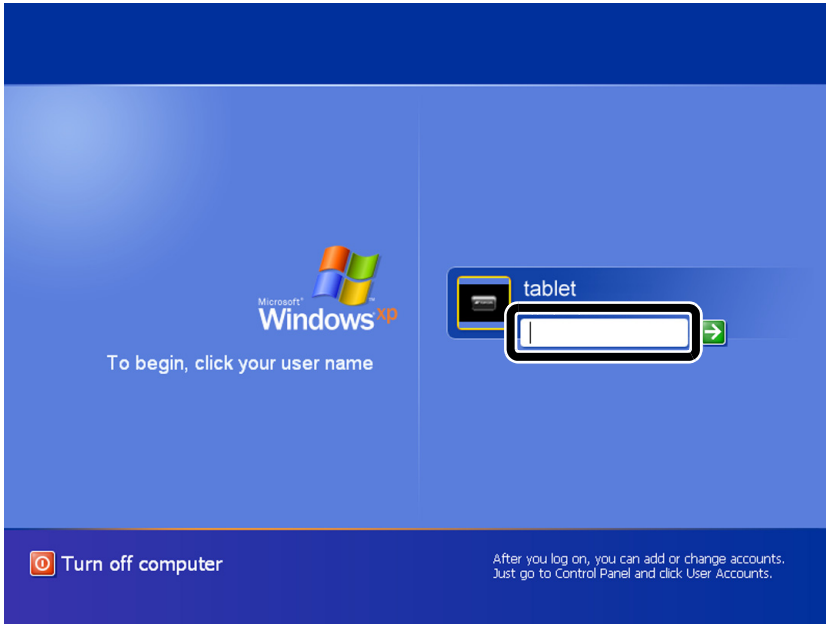 Microsoft®
Windows xp
To begin, click your user name
tablet
Turn off computer
After you log on, you can add or change accounts.
Just go to Control Panel and click User Accounts.